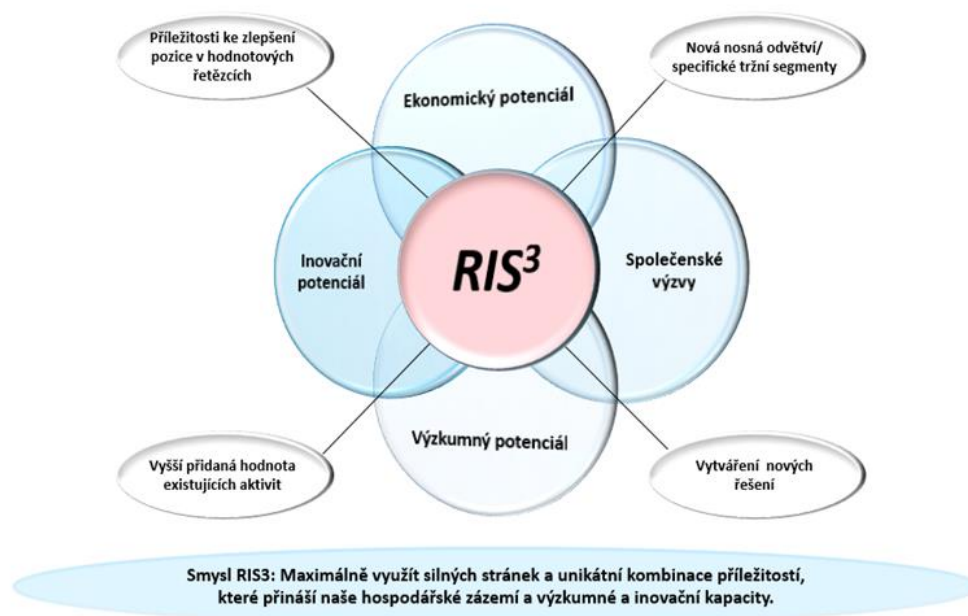 Příležitosti ke zlepšení
pozice v hodnotových
řetězcích
Nová nosná odvětví/
specifické tržní segmenty
Ekonomický potenciál
Inovační
potenciál
RIS³
Společenské
výzvy
Výzkumný potenciál
Vyšší přidaná hodnota
existujících aktivit
Vytváření nových
řešení
Smysl RIS3: Maximálně využít silných stránek a unikátní kombinace příležitostí,
které přináší naše hospodářské zázemí a výzkumné a inovační kapacity.